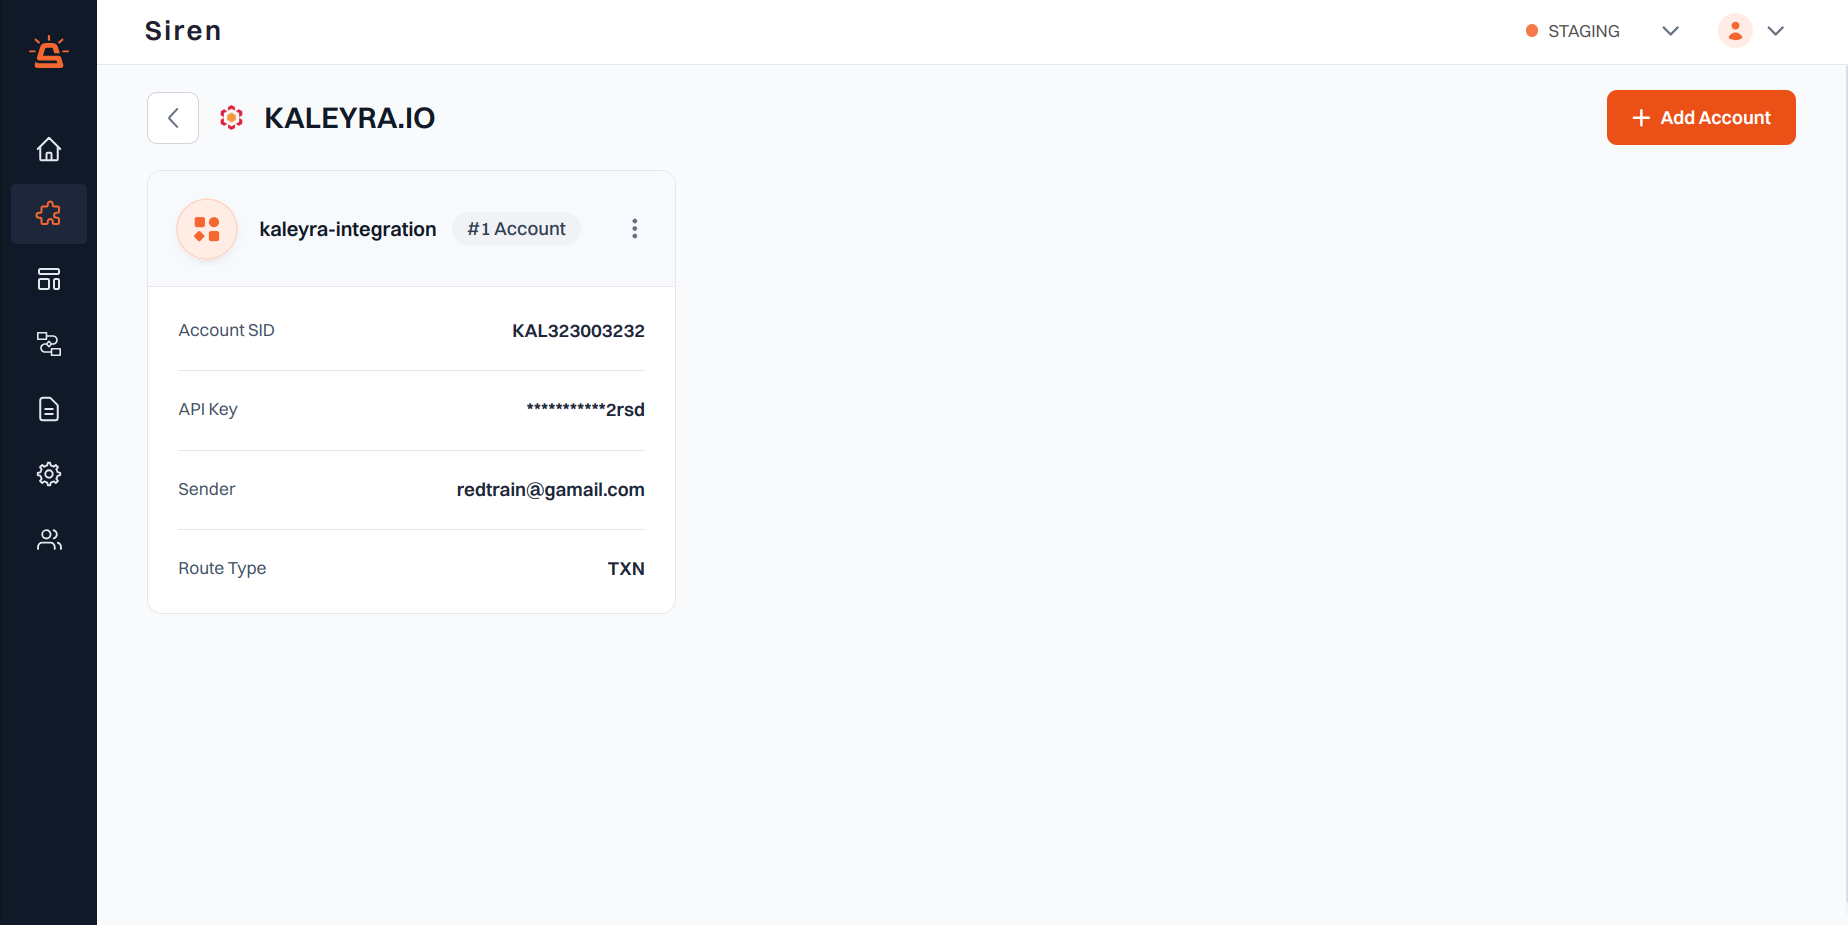 Siren
STAGING
KALEYRA.IO
Add Account
kaleyra-integration #1 Account
Account SID KAL323003232
API Key ***********2rsd
Sender redtrain@gamail.com
Route Type TXN